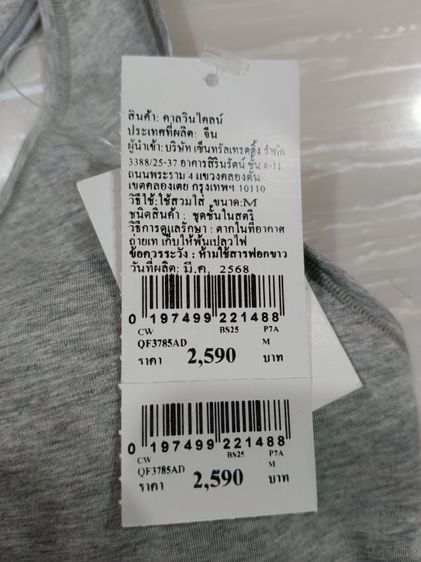 สินค้า: คาลวินไคลน์
ประเทศที่ผลิต: จีน
ผู้นำเข้า: บริษัท เซ็นทรัลเทรดดิ้ง จำกัด
3388/25-37 อาคารสิรินรัตน์ ชั้น 8-11
ถนนพระราม 4 แขวงคลองตัน
เขตคลองเตย กรุงเทพฯ 10110
วิธีใช้: ใช้สวมใส่ ขนาด: M
ชนิดสินค้า : ชุดชั้นในสตรี
วิธีการดูแลรักษา : ตากในที่อากาศ
ถ่ายเท เก็บให้พ้นเปลวไฟ
ข้อควรระวัง : ห้ามใช้สารฟอกขาว
วันที่ผลิต: มี.ค. 2568
0 197499 221488
CW BS25 P7A
QF3785AD M
ราคา 2,590 บาท
0 197499 221488
CW BS25 P7A
QF3785AD M
ราคา 2,590 บาท